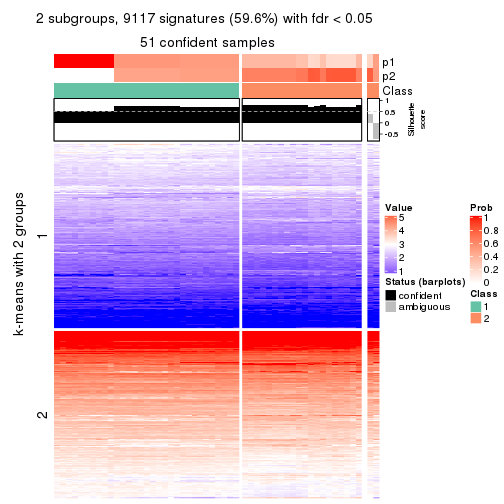 2 subgroups, 9117 signatures (59.6%) with fdr < 0.05
51 confident samples
p1
p2
Class
1
0.5
0
-0.5
Silhouette
score
k-means with 2 groups
1
2
Value
5
4
3
2
1
Status (barplots)
confident
ambiguous
Prob
1
0.8
0.6
0.4
0.2
0
Class
1
2